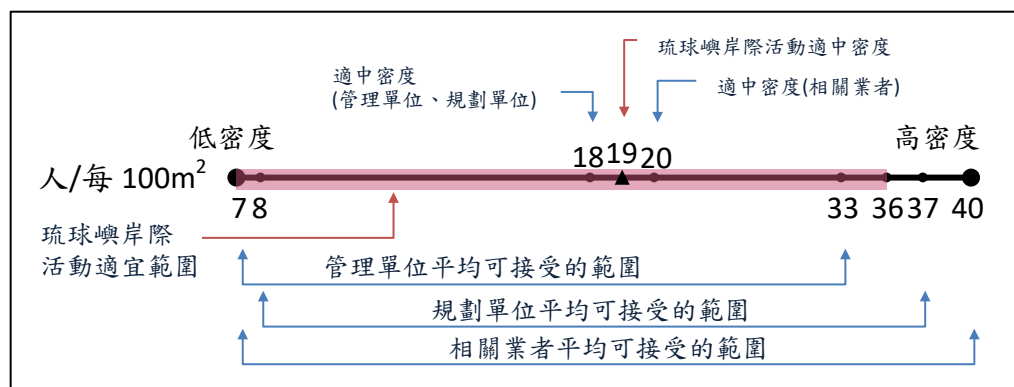 琉球嶼岸際活動適中密度
適中密度
(管理單位、規劃單位)
適中密度(相關業者)
低密度
高密度
18 19 20
人/每 100m²
7 8 33 36 37 40
琉球嶼岸際
活動適宜範圍
管理單位平均可接受的範圍
規劃單位平均可接受的範圍
相關業者平均可接受的範圍